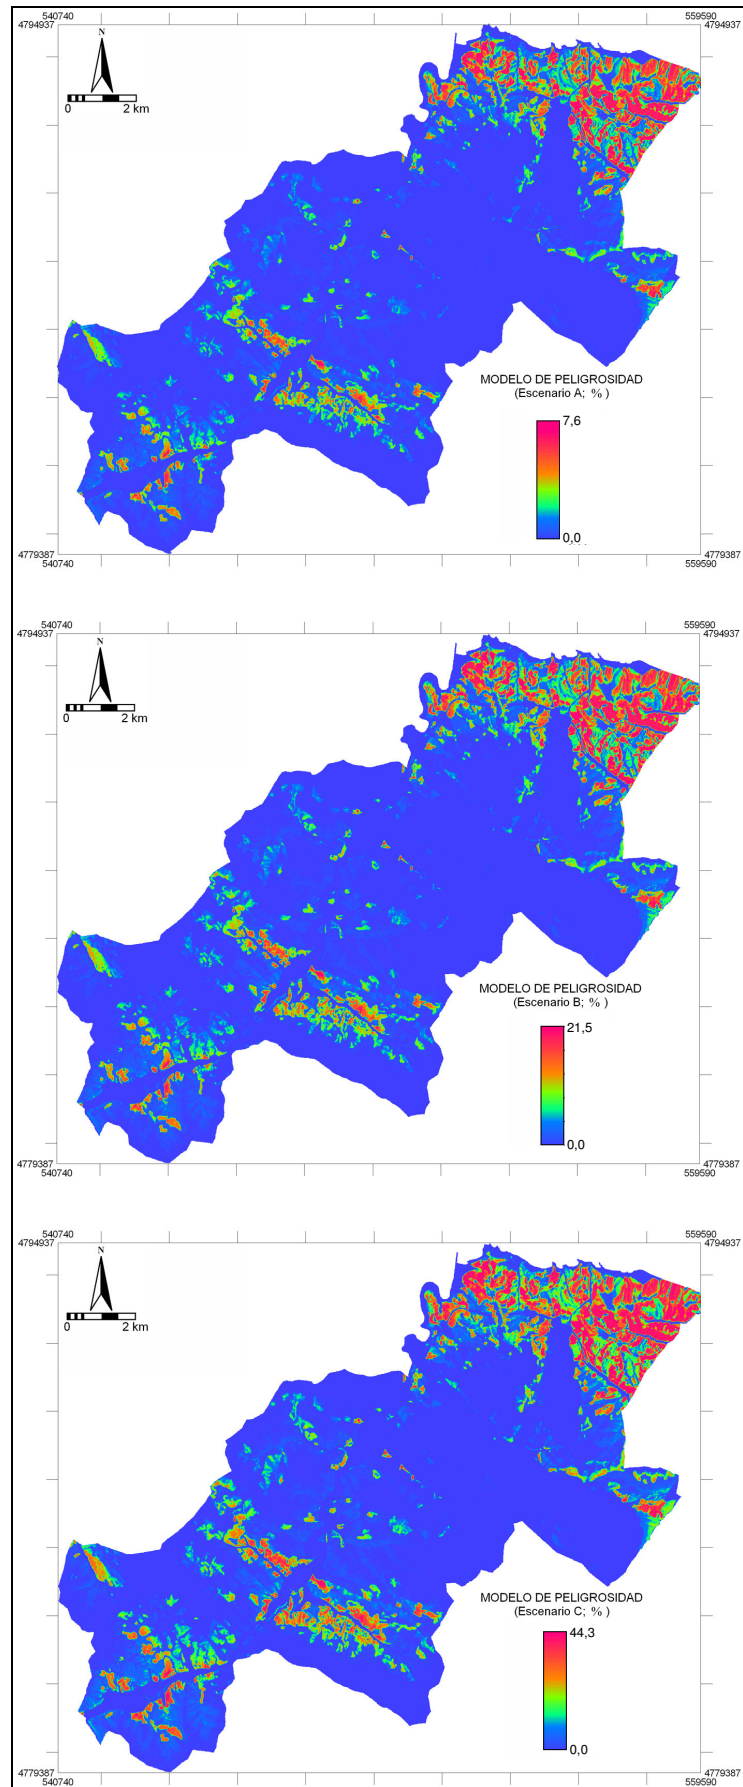 540740
559590
4794937
4794937
N
0
2 km
MODELO DE PELIGROSIDAD
(Escenario A; % )
7,6
0,0
4779387
4779387
540740
559590
540740
559590
4794937
4794937
N
0
2 km
MODELO DE PELIGROSIDAD
(Escenario B; % )
21,5
0,0
4779387
4779387
540740
559590
540740
559590
4794937
4794937
N
0
2 km
MODELO DE PELIGROSIDAD
(Escenario C; % )
44,3
0,0
4779387
4779387